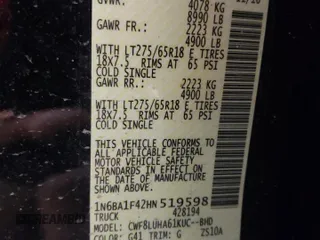 GVWR: 4078 KG
8990 LB
GAWR FR.: 2223 KG
4900 LB
WITH LT275/65R18 E TIRES
18X7.5 RIMS AT 65 PSI
COLD SINGLE
GAWR RR.: 2223 KG
4900 LB
WITH LT275/65R18 E TIRES
18X7.5 RIMS AT 65 PSI
COLD SINGLE
THIS VEHICLE CONFORMS TO
ALL APPLICABLE U.S. FEDERAL
MOTOR VEHICLE SAFETY
STANDARDS IN EFFECT ON THE
DATE OF MANUFACTURE SHOWN
ABOVE.
1N6BA1F42HN519598
TRUCK 428194
MODEL: CWF8LUHA61KUC--BHD
COLOR: G41 TRIM: G 2510A